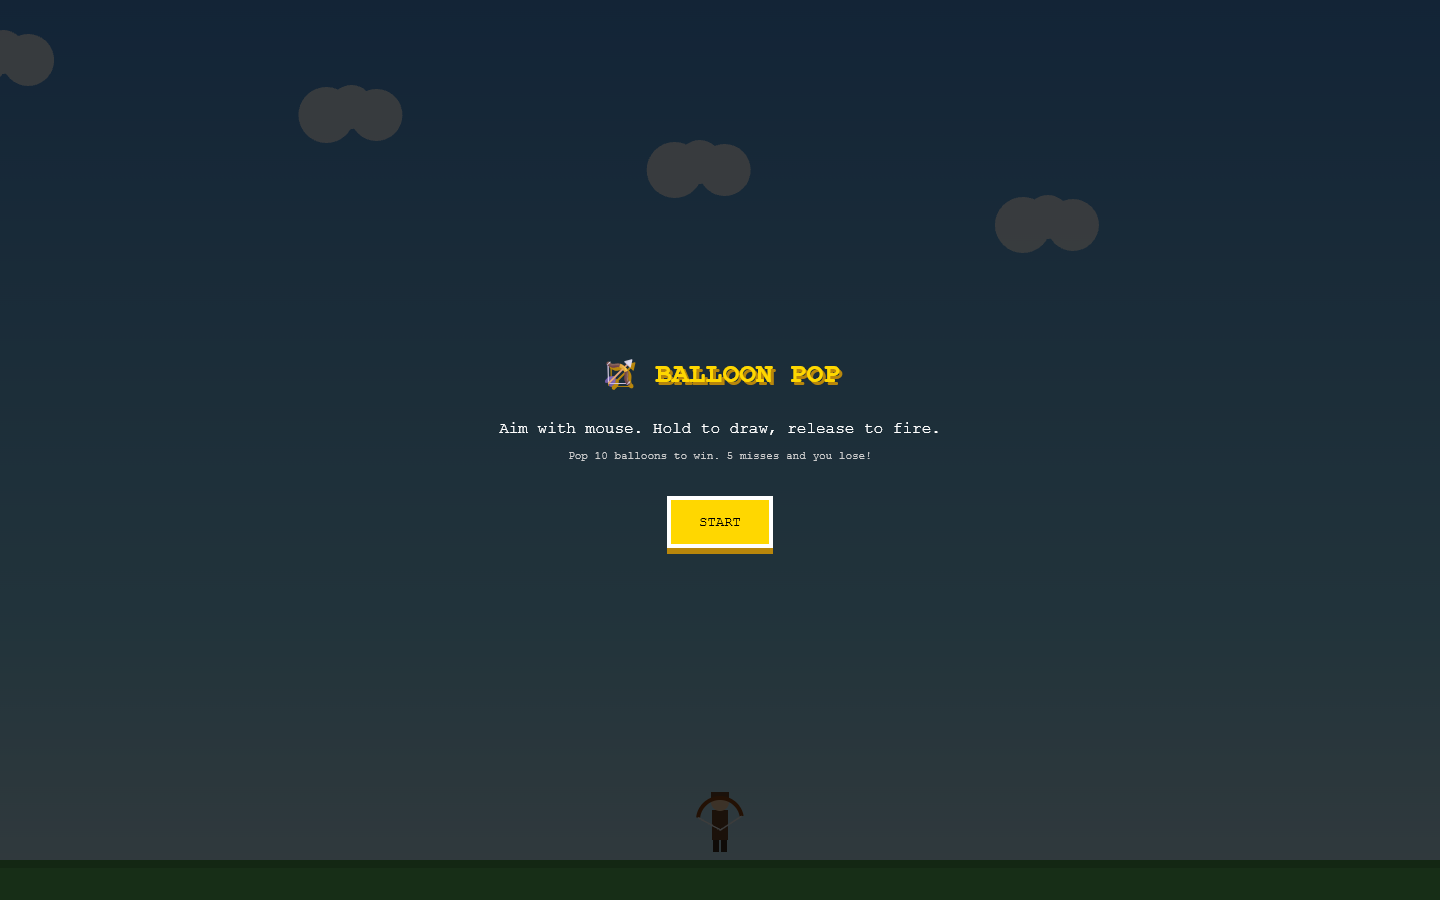 BALLOON POP
Aim with mouse. Hold to draw, release to fire.
Pop 10 balloons to win. 5 misses and you lose!
START